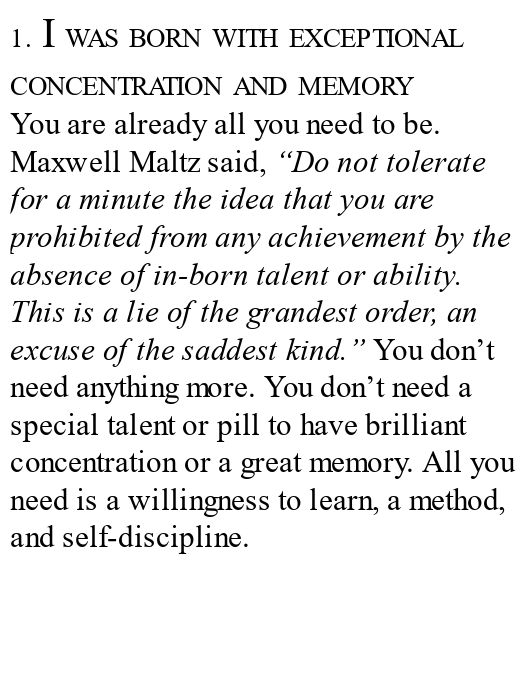 1. I WAS BORN WITH EXCEPTIONAL
CONCENTRATION AND MEMORY
You are already all you need to be.
Maxwell Maltz said, “Do not tolerate
for a minute the idea that you are
prohibited from any achievement by the
absence of in-born talent or ability.
This is a lie of the grandest order, an
excuse of the saddest kind.” You don’t
need anything more. You don’t need a
special talent or pill to have brilliant
concentration or a great memory. All you
need is a willingness to learn, a method,
and self-discipline.